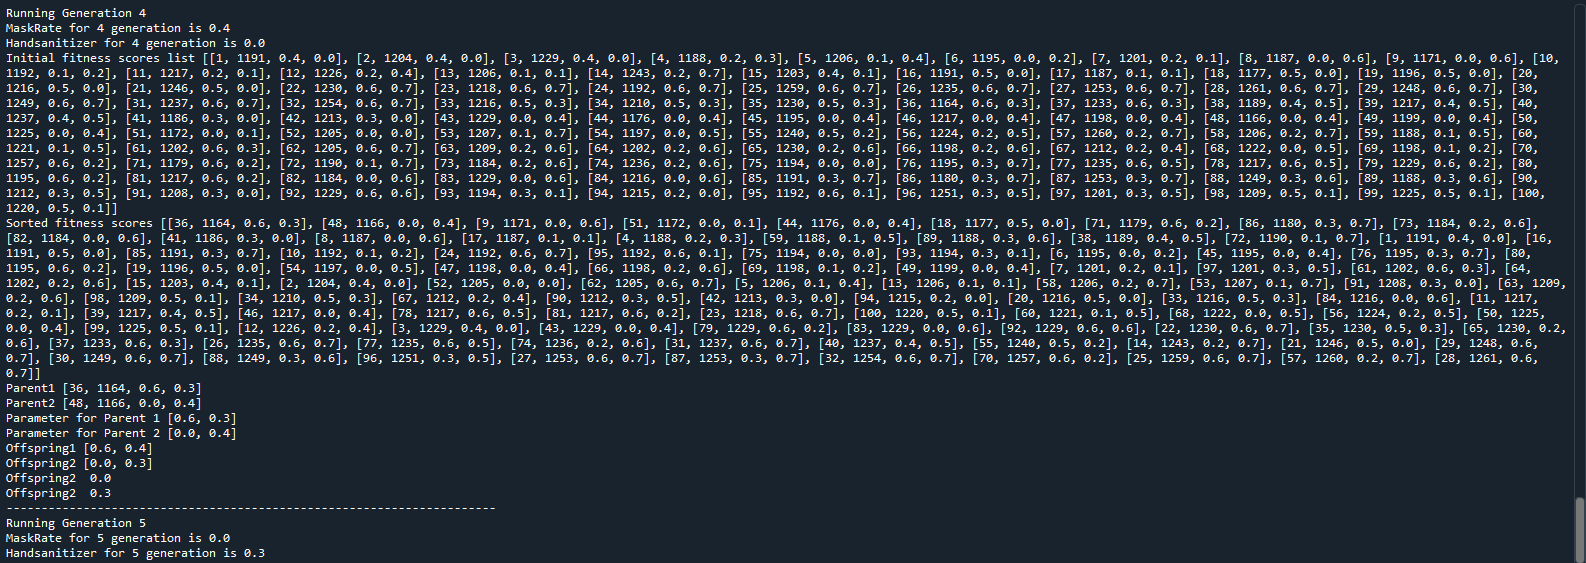 Running Generation 4
MaskRate for 4 generation is 0.4
Handsanitizer for 4 generation is 0.0
Initial fitness scores list [[1, 1191, 0.4, 0.0], [2, 1204, 0.4, 0.0], [3, 1229, 0.4, 0.0], [4, 1188, 0.2, 0.3], [5, 1206, 0.1, 0.4], [6, 1195, 0.0, 0.2], [7, 1201, 0.2, 0.1], [8, 1187, 0.0, 0.6], [9, 1171, 0.0, 0.6], [10,
1192, 0.1, 0.2], [11, 1217, 0.2, 0.1], [12, 1226, 0.2, 0.4], [13, 1206, 0.1, 0.1], [14, 1243, 0.2, 0.7], [15, 1203, 0.4, 0.1], [16, 1191, 0.5, 0.0], [17, 1187, 0.1, 0.1], [18, 1177, 0.5, 0.0], [19, 1196, 0.5, 0.0], [20,
1216, 0.5, 0.0], [21, 1246, 0.5, 0.0], [22, 1230, 0.6, 0.7], [23, 1218, 0.6, 0.7], [24, 1192, 0.6, 0.7], [25, 1259, 0.6, 0.7], [26, 1235, 0.6, 0.7], [27, 1253, 0.6, 0.7], [28, 1261, 0.6, 0.7], [29, 1248, 0.6, 0.7], [30,
1249, 0.6, 0.7], [31, 1237, 0.6, 0.7], [32, 1254, 0.6, 0.7], [33, 1216, 0.5, 0.3], [34, 1210, 0.5, 0.3], [35, 1230, 0.5, 0.3], [36, 1164, 0.6, 0.3], [37, 1233, 0.6, 0.3], [38, 1189, 0.4, 0.5], [39, 1217, 0.4, 0.5], [40,
1237, 0.4, 0.5], [41, 1186, 0.3, 0.0], [42, 1213, 0.3, 0.0], [43, 1229, 0.0, 0.4], [44, 1176, 0.0, 0.4], [45, 1195, 0.0, 0.4], [46, 1217, 0.0, 0.4], [47, 1198, 0.0, 0.4], [48, 1166, 0.0, 0.4], [49, 1199, 0.0, 0.4], [50,
1225, 0.0, 0.4], [51, 1172, 0.0, 0.1], [52, 1205, 0.0, 0.0], [53, 1207, 0.1, 0.7], [54, 1197, 0.0, 0.5], [55, 1240, 0.5, 0.2], [56, 1224, 0.2, 0.5], [57, 1260, 0.2, 0.7], [58, 1206, 0.2, 0.7], [59, 1188, 0.1, 0.5], [60,
1221, 0.1, 0.5], [61, 1202, 0.6, 0.3], [62, 1205, 0.6, 0.7], [63, 1209, 0.2, 0.6], [64, 1202, 0.2, 0.6], [65, 1230, 0.2, 0.6], [66, 1198, 0.2, 0.6], [67, 1212, 0.2, 0.4], [68, 1222, 0.0, 0.5], [69, 1198, 0.1, 0.2], [70,
1257, 0.6, 0.2], [71, 1179, 0.6, 0.2], [72, 1190, 0.1, 0.7], [73, 1184, 0.2, 0.6], [74, 1236, 0.2, 0.6], [75, 1194, 0.0, 0.0], [76, 1195, 0.3, 0.7], [77, 1235, 0.6, 0.5], [78, 1217, 0.6, 0.5], [79, 1229, 0.6, 0.2], [80,
1195, 0.6, 0.2], [81, 1217, 0.6, 0.2], [82, 1184, 0.0, 0.6], [83, 1229, 0.0, 0.6], [84, 1216, 0.0, 0.6], [85, 1191, 0.3, 0.7], [86, 1180, 0.3, 0.7], [87, 1253, 0.3, 0.7], [88, 1249, 0.3, 0.6], [89, 1188, 0.3, 0.6], [90,
1212, 0.3, 0.5], [91, 1208, 0.3, 0.0], [92, 1229, 0.6, 0.6], [93, 1194, 0.3, 0.1], [94, 1215, 0.2, 0.0], [95, 1192, 0.6, 0.1], [96, 1251, 0.3, 0.5], [97, 1201, 0.3, 0.5], [98, 1209, 0.5, 0.1], [99, 1225, 0.5, 0.1], [100,
1220, 0.5, 0.1]]
Sorted fitness scores [[36, 1164, 0.6, 0.3], [48, 1166, 0.0, 0.4], [9, 1171, 0.0, 0.6], [51, 1172, 0.0, 0.1], [44, 1176, 0.0, 0.4], [18, 1177, 0.5, 0.0], [71, 1179, 0.6, 0.2], [86, 1180, 0.3, 0.7], [73, 1184, 0.2, 0.6],
[82, 1184, 0.0, 0.6], [41, 1186, 0.3, 0.0], [8, 1187, 0.0, 0.6], [17, 1187, 0.1, 0.1], [4, 1188, 0.2, 0.3], [59, 1188, 0.1, 0.5], [89, 1188, 0.3, 0.6], [38, 1189, 0.4, 0.5], [72, 1190, 0.1, 0.7], [1, 1191, 0.4, 0.0], [16,
1191, 0.5, 0.0], [85, 1191, 0.3, 0.7], [10, 1192, 0.1, 0.2], [24, 1192, 0.6, 0.7], [95, 1192, 0.6, 0.1], [75, 1194, 0.0, 0.0], [93, 1194, 0.3, 0.1], [6, 1195, 0.0, 0.2], [45, 1195, 0.0, 0.4], [76, 1195, 0.3, 0.7], [80,
1195, 0.6, 0.2], [19, 1196, 0.5, 0.0], [54, 1197, 0.0, 0.5], [47, 1198, 0.0, 0.4], [66, 1198, 0.2, 0.6], [69, 1198, 0.1, 0.2], [49, 1199, 0.0, 0.4], [7, 1201, 0.2, 0.1], [97, 1201, 0.3, 0.5], [61, 1202, 0.6, 0.3], [64,
1202, 0.2, 0.6], [15, 1203, 0.4, 0.1], [2, 1204, 0.4, 0.0], [52, 1205, 0.0, 0.0], [62, 1205, 0.6, 0.7], [5, 1206, 0.1, 0.4], [13, 1206, 0.1, 0.1], [58, 1206, 0.2, 0.7], [53, 1207, 0.1, 0.7], [91, 1208, 0.3, 0.0], [63, 1209,
0.2, 0.6], [98, 1209, 0.5, 0.1], [34, 1210, 0.5, 0.3], [67, 1212, 0.2, 0.4], [90, 1212, 0.3, 0.5], [42, 1213, 0.3, 0.0], [94, 1215, 0.2, 0.0], [20, 1216, 0.5, 0.0], [33, 1216, 0.5, 0.3], [84, 1216, 0.0, 0.6], [11, 1217,
0.2, 0.1], [39, 1217, 0.4, 0.5], [46, 1217, 0.0, 0.4], [78, 1217, 0.6, 0.5], [81, 1217, 0.6, 0.2], [23, 1218, 0.6, 0.7], [100, 1220, 0.5, 0.1], [60, 1221, 0.1, 0.5], [68, 1222, 0.0, 0.5], [56, 1224, 0.2, 0.5], [50, 1225,
0.0, 0.4], [99, 1225, 0.5, 0.1], [12, 1226, 0.2, 0.4], [3, 1229, 0.4, 0.0], [43, 1229, 0.0, 0.4], [79, 1229, 0.6, 0.2], [83, 1229, 0.0, 0.6], [92, 1229, 0.6, 0.6], [22, 1230, 0.6, 0.7], [35, 1230, 0.5, 0.3], [65, 1230, 0.2,
0.6], [37, 1233, 0.6, 0.3], [26, 1235, 0.6, 0.7], [77, 1235, 0.6, 0.5], [74, 1236, 0.2, 0.6], [31, 1237, 0.6, 0.7], [40, 1237, 0.4, 0.5], [55, 1240, 0.5, 0.2], [14, 1243, 0.2, 0.7], [21, 1246, 0.5, 0.0], [29, 1248, 0.6,
0.7], [30, 1249, 0.6, 0.7], [88, 1249, 0.3, 0.6], [96, 1251, 0.3, 0.5], [27, 1253, 0.6, 0.7], [87, 1253, 0.3, 0.7], [32, 1254, 0.6, 0.7], [70, 1257, 0.6, 0.2], [25, 1259, 0.6, 0.7], [57, 1260, 0.2, 0.7], [28, 1261, 0.6,
0.7]]
Parent1 [36, 1164, 0.6, 0.3]
Parent2 [48, 1166, 0.0, 0.4]
Parameter for Parent 1 [0.6, 0.3]
Parameter for Parent 2 [0.0, 0.4]
Offspring1 [0.6, 0.4]
Offspring2 [0.0, 0.3]
Offspring2  0.0
Offspring2  0.3
-----------------------------------------------------------------
Running Generation 5
MaskRate for 5 generation is 0.0
Handsanitizer for 5 generation is 0.3